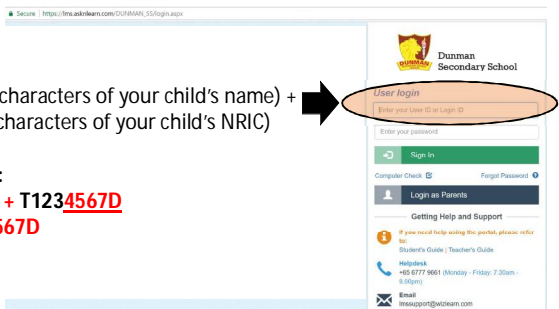 Secure | https://lms.asknlearn.com/DUNMAN_SS/login.aspx
DUNMAN
Dunman
Secondary School
characters of your child's name) +
characters of your child's NRIC)
:
+ T1234567D
567D
User login
Enter your User ID or Login ID
Enter your password
Sign In
Computer Check
Forgot Password
Login as Parents
Getting Help and Support
If you need help using the portal, please refer
to:
Student's Guide | Teacher's Guide
Helpdesk
+65 6777 9661 (Monday - Friday: 7.30am -
9.00pm)
Email
lmssupport@wizlearn.com